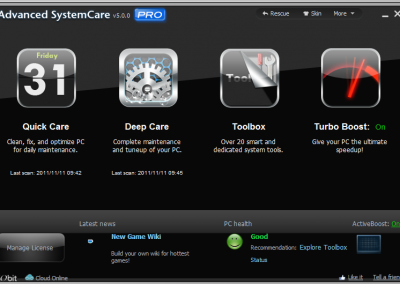 Advanced SystemCare v5.0.0 PRO
Rescue Skin More
Friday
31
Tool
Quick Care Deep Care Toolbox Turbo Boost: On
Clean, fix, and optimize PC Complete maintenance Over 20 smart and Give your PC the ultimate
for daily maintenance. and tuneup of your PC. dedicated system tools. speedup!
Last scan: 2011/11/11 09:42 Last scan: 2011/11/11 09:45
Latest news PC health ActiveBoost: On
Manage License
New Game Wiki Good
Build your own wiki for hottest Recommendation: Explore Toolbox
games! Status
Obit Cloud Online Like it Tell a frien